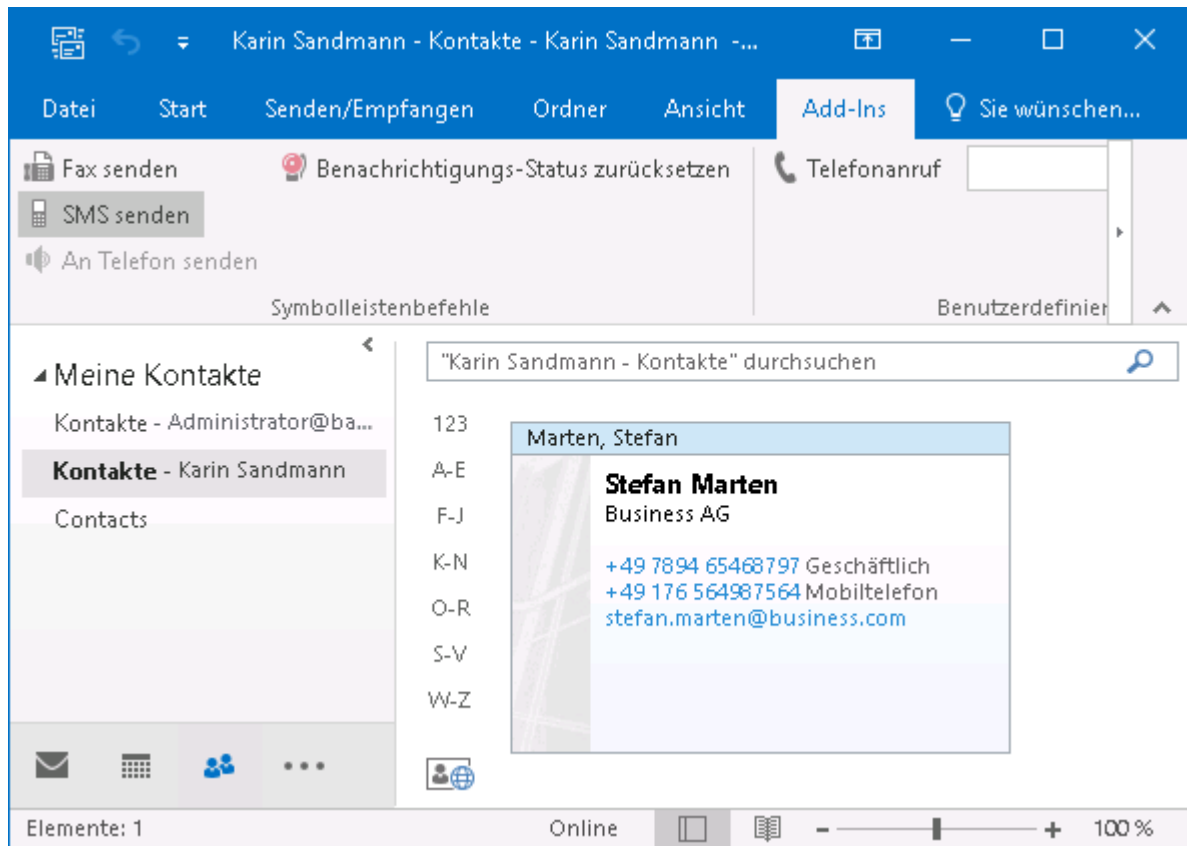 Karin Sandmann - Kontakte - Karin Sandmann -...
Datei Start Senden/Empfangen Ordner Ansicht Add-Ins Sie wünschen...
Fax senden Benachrichtigungs-Status zurücksetzen Telefonanruf
SMS senden
An Telefon senden
Symbolleistenbefehle Benutzerdefinier
Meine Kontakte
Kontakte - Administrator@ba...
Kontakte - Karin Sandmann
Contacts
"Karin Sandmann - Kontakte" durchsuchen
123
A-E
F-J
K-N
O-R
S-V
W-Z
Marten, Stefan
Stefan Marten
Business AG
+49 7894 65468797 Geschäftlich
+49 176 564987564 Mobiltelefon
stefan.marten@business.com
Elemente: 1 Online 100 %